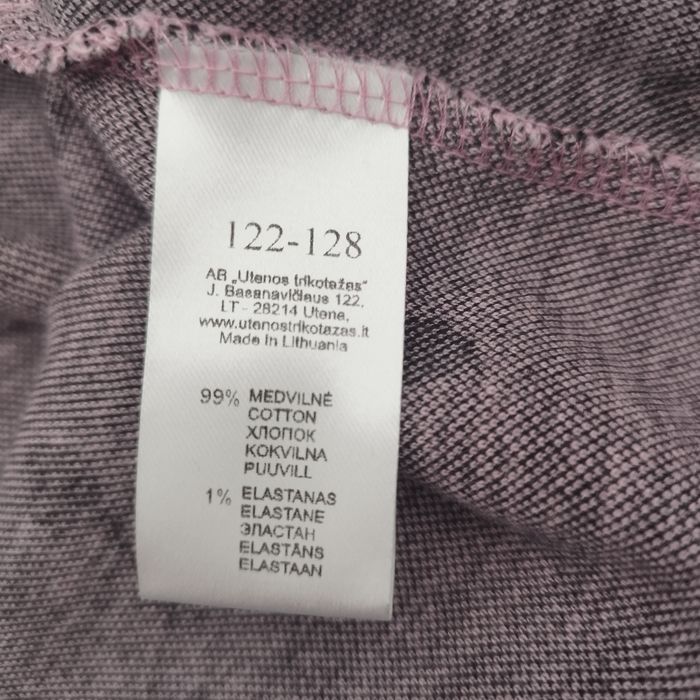 122-128
AB „Utenos trikotažas“
J. Basanavičiaus 122,
LT - 28214 Utena,
www.utenostrikotazas.lt
Made in Lithuania
99% MEDVILNĖ
COTTON
ХЛОПОК
KOKVILNA
PUUVILL
1% ELASTANAS
ELASTANE
ЭЛАСТАН
ELASTĀNS
ELASTAAN